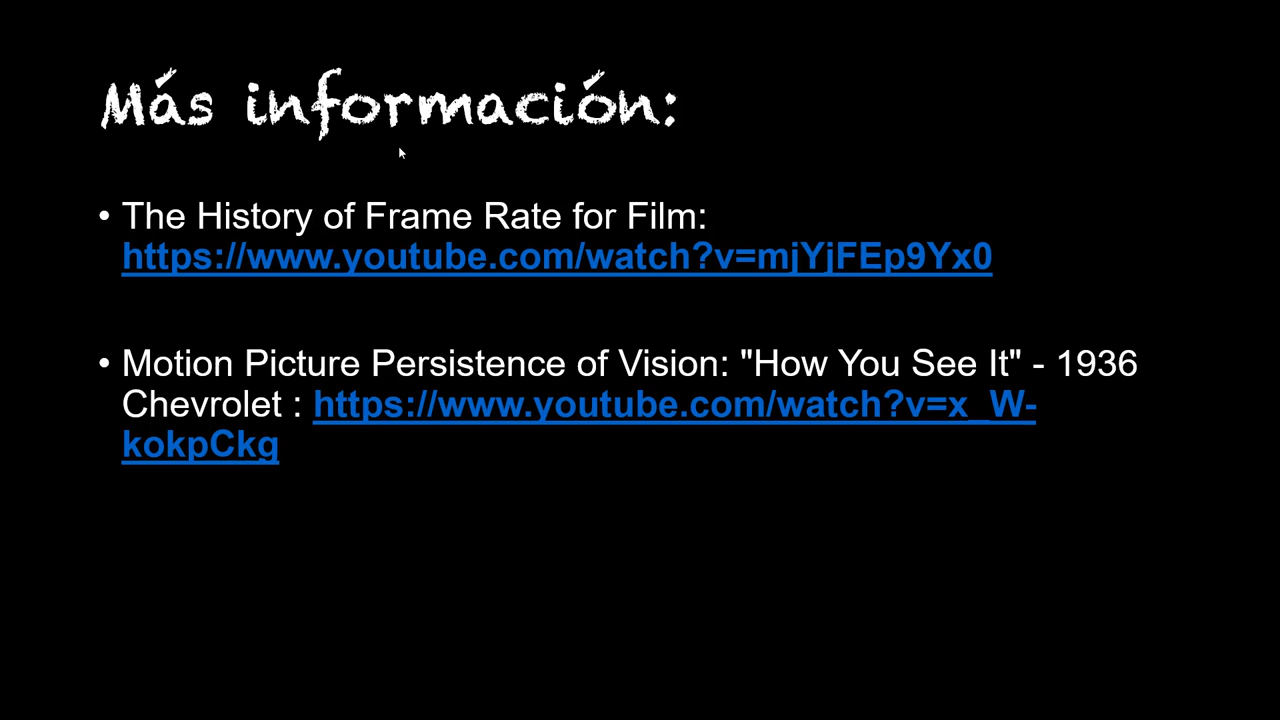 Más información:
• The History of Frame Rate for Film:
https://www.youtube.com/watch?v=mjYjFEp9Yx0
• Motion Picture Persistence of Vision: "How You See It" - 1936
Chevrolet : https://www.youtube.com/watch?v=x_W-
kokpCkg